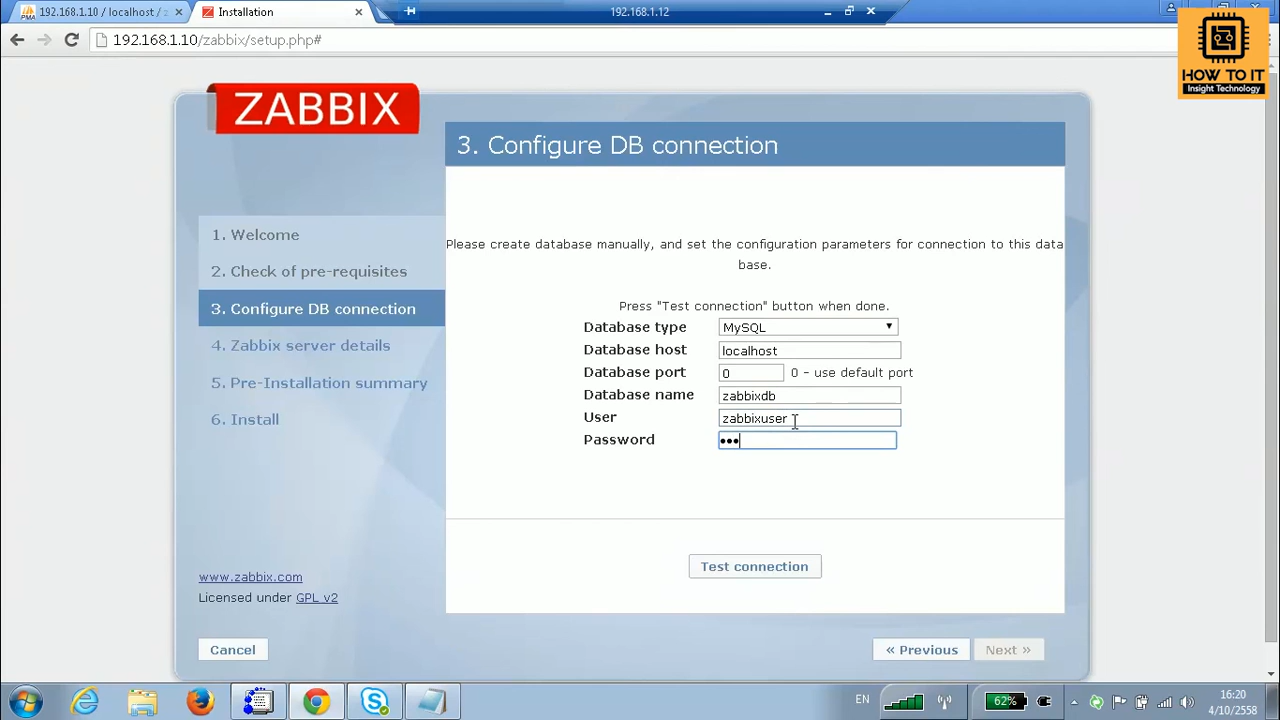 192.168.1.10 / localhost / z
Installation
192.168.1.12
192.168.1.10/zabbix/setup.php#
HOW TO IT
Insight Technology
ZABBIX
3. Configure DB connection
1. Welcome
2. Check of pre-requisites
3. Configure DB connection
4. Zabbix server details
5. Pre-Installation summary
6. Install
Please create database manually, and set the configuration parameters for connection to this data
base.
Press "Test connection" button when done.
Database type MySQL
Database host localhost
Database port 0 0 - use default port
Database name zabbixdb
User zabbixuser
Password •••
Test connection
www.zabbix.com
Licensed under GPL v2
Cancel
« Previous
Next »
EN
62%
16:20
4/10/2558